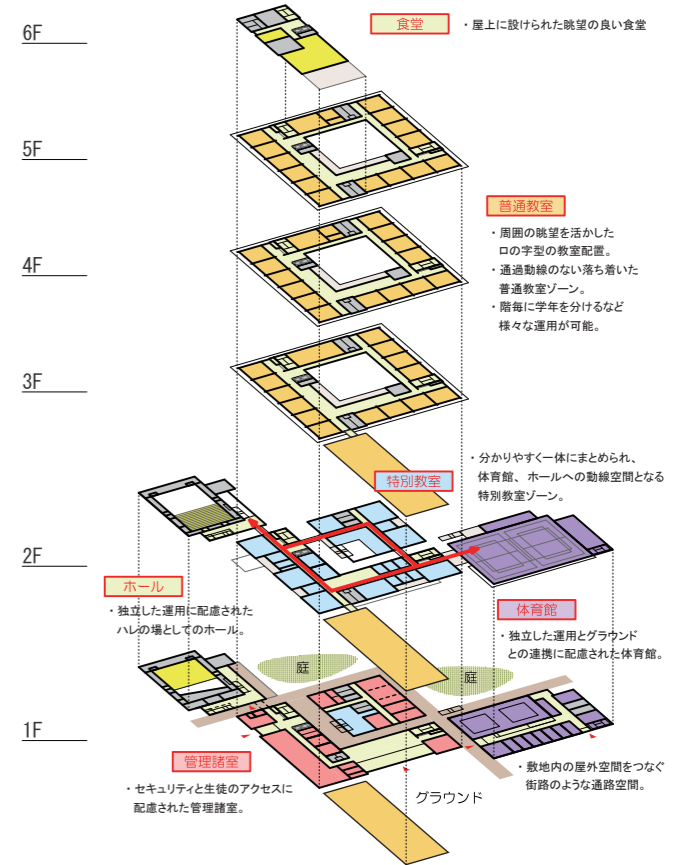 6F
食堂
・屋上に設けられた眺望の良い食堂
5F
普通教室
・周囲の眺望を活かした
ロの字型の教室配置。
・通過動線のない落ち着いた
普通教室ゾーン。
・階毎に学年を分けるなど
様々な運用が可能。
4F
3F
・分かりやすく一体にまとめられ、
体育館、ホールへの動線空間となる
特別教室ゾーン。
特別教室
2F
ホール
・独立した運用に配慮された
ハレの場としてのホール。
体育館
・独立した運用とグラウンド
との連携に配慮された体育館。
庭
庭
1F
管理諸室
・セキュリティと生徒のアクセスに
配慮された管理諸室。
・敷地内の屋外空間をつなぐ
街路のような通路空間。
グラウンド